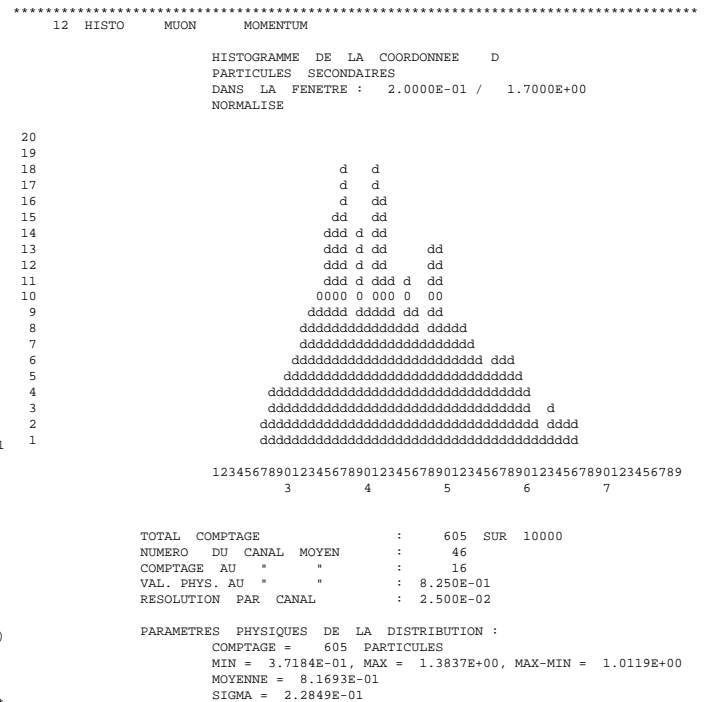 *************************************************************************************
12 HISTO MUON MOMENTUM
HISTOGRAMME DE LA COORDONNEE D
PARTICULES SECONDAIRES
DANS LA FENETRE : 2.0000E-01 / 1.7000E+00
NORMALISE
20
19
18 d d
17 d d
16 d dd
15 dd dd
14 ddd d dd
13 ddd d dd dd
12 ddd d dd dd
11 ddd d ddd d dd
10 0000 0 000 0 00
9 ddddd ddddd dd dd
8 ddddddddddddddd ddddd
7 dddddddddddddddddddddd
6 dddddddddddddddddddddddd ddd
5 dddddddddddddddddddddddddddddd
4 ddddddddddddddddddddddddddddddddd
3 ddddddddddddddddddddddddddddddddd d
2 ddddddddddddddddddddddddddddddddddd dddd
1 dddddddddddddddddddddddddddddddddddddddd
12345678901234567890123456789012345678901234567890123456789
3 4 5 6 7
TOTAL COMPTAGE : 605 SUR 10000
NUMERO DU CANAL MOYEN : 46
COMPTAGE AU " " : 16
VAL. PHYS. AU " " : 8.250E-01
RESOLUTION PAR CANAL : 2.500E-02
PARAMETRES PHYSIQUES DE LA DISTRIBUTION :
COMPTAGE = 605 PARTICULES
MIN = 3.7184E-01, MAX = 1.3837E+00, MAX-MIN = 1.0119E+00
MOYENNE = 8.1693E-01
SIGMA = 2.2849E-01